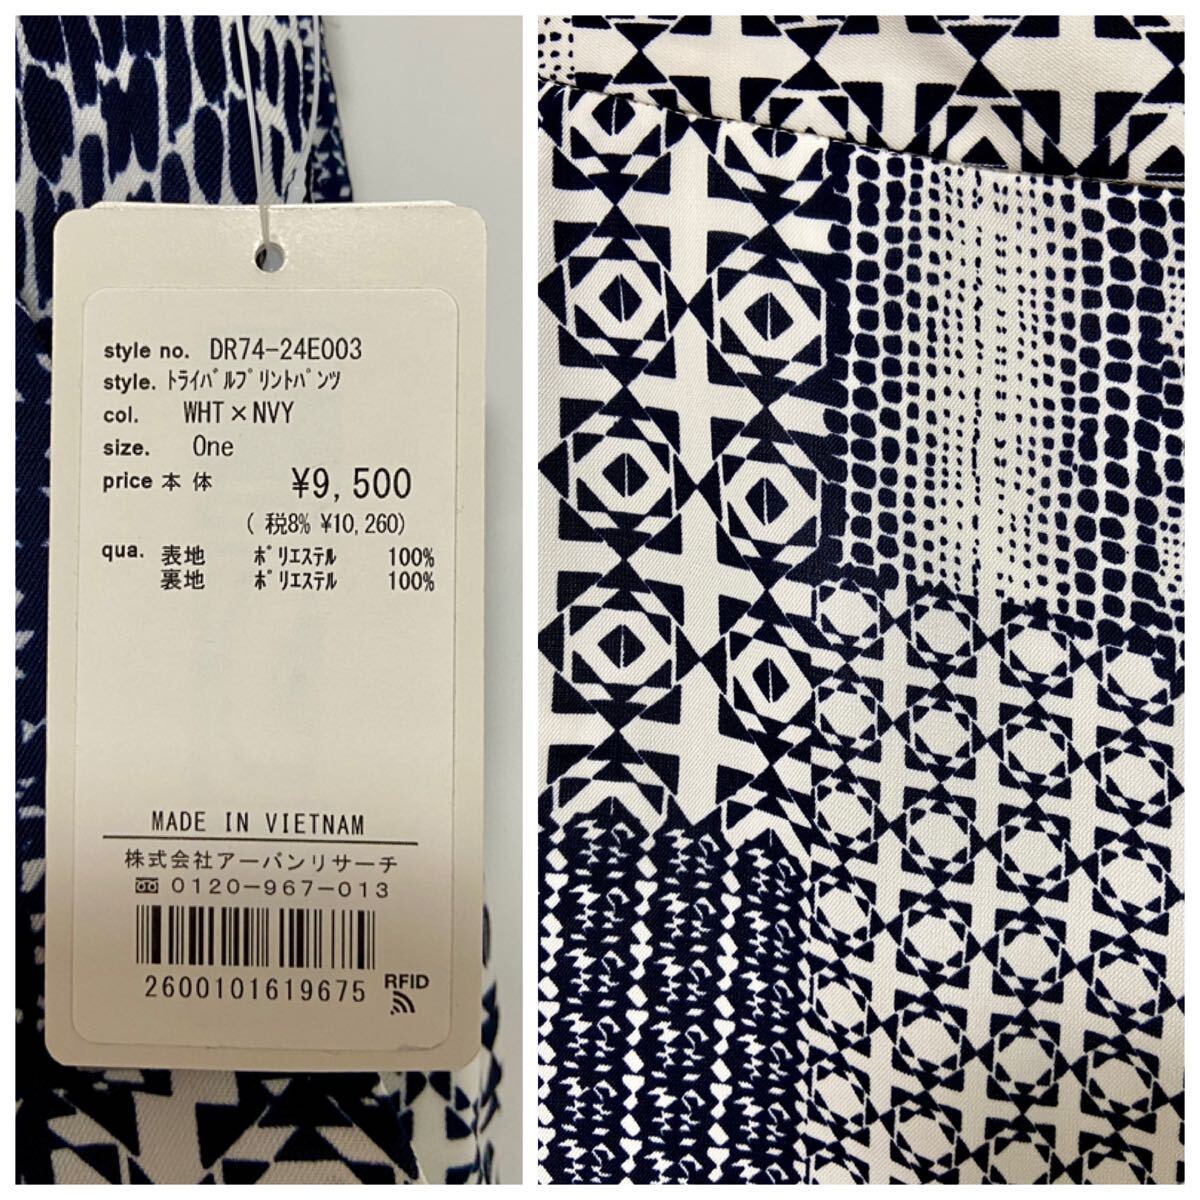 style no. DR74-24E003
style. ﾄﾗｲﾊﾞﾙﾌﾟﾘﾝﾄﾊﾟﾝﾂ
col. WHT×NVY
size. One
price 本体 ¥9,500
( 税8% ¥10,260)
qua. 表地 ﾎﾟﾘｴｽﾃﾙ 100%
裏地 ﾎﾟﾘｴｽﾃﾙ 100%
MADE IN VIETNAM
株式会社アーバンリサーチ
0120-967-013
2600101619675
RFID